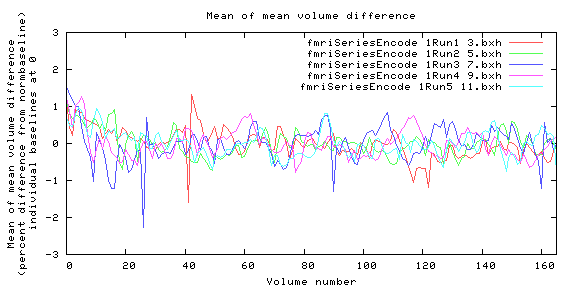 Mean of mean volume difference
fmriSeriesEncode 1Run1 3.bxh
fmriSeriesEncode 1Run2 5.bxh
fmriSeriesEncode 1Run3 7.bxh
fmriSeriesEncode 1Run4 9.bxh
fmriSeriesEncode 1Run5 11.bxh
Mean of mean volume difference
(percent difference from normbaseline)
individual baselines at 0
3
2
1
0
-1
-2
-3
0 20 40 60 80 100 120 140 160
Volume number